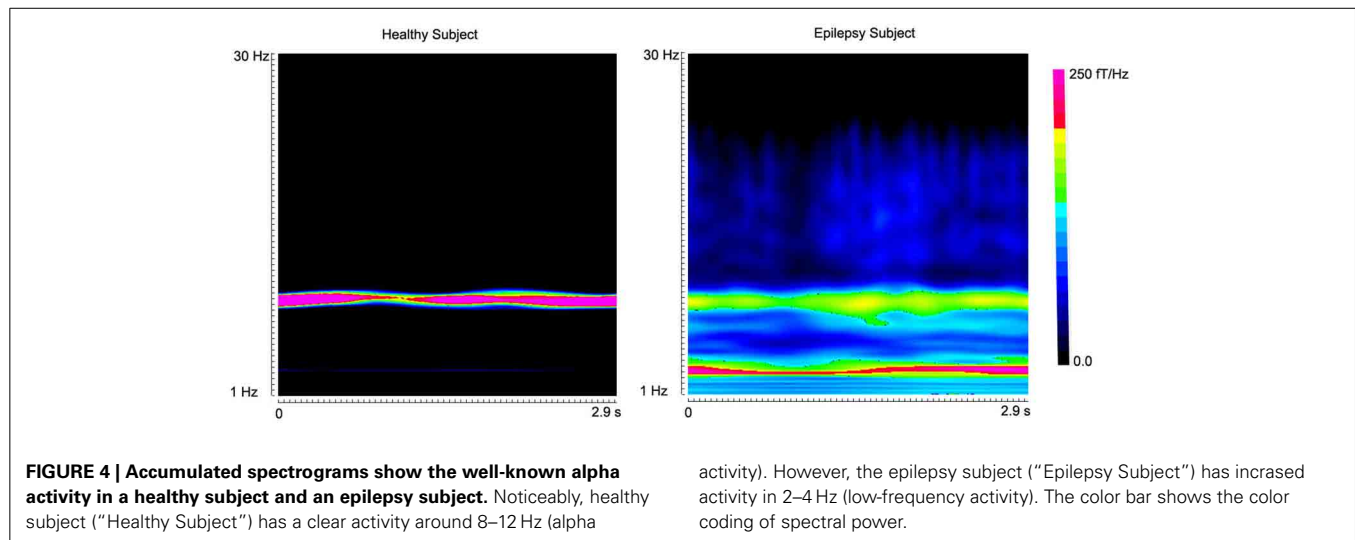 Healthy Subject
Epilepsy Subject
30 Hz
30 Hz
250 fT/Hz
0.0
1 Hz
1 Hz
0
2.9 s
0
2.9 s
FIGURE 4 | Accumulated spectrograms show the well-known alpha
activity in a healthy subject and an epilepsy subject. Noticeably, healthy
subject ("Healthy Subject") has a clear activity around 8–12 Hz (alpha
activity). However, the epilepsy subject ("Epilepsy Subject") has incrased
activity in 2–4 Hz (low-frequency activity). The color bar shows the color
coding of spectral power.